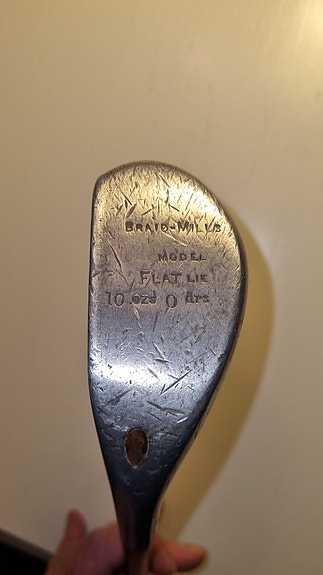 BRAID-MILLS
MODEL
FLAT LIE
10 ozs 0 drs